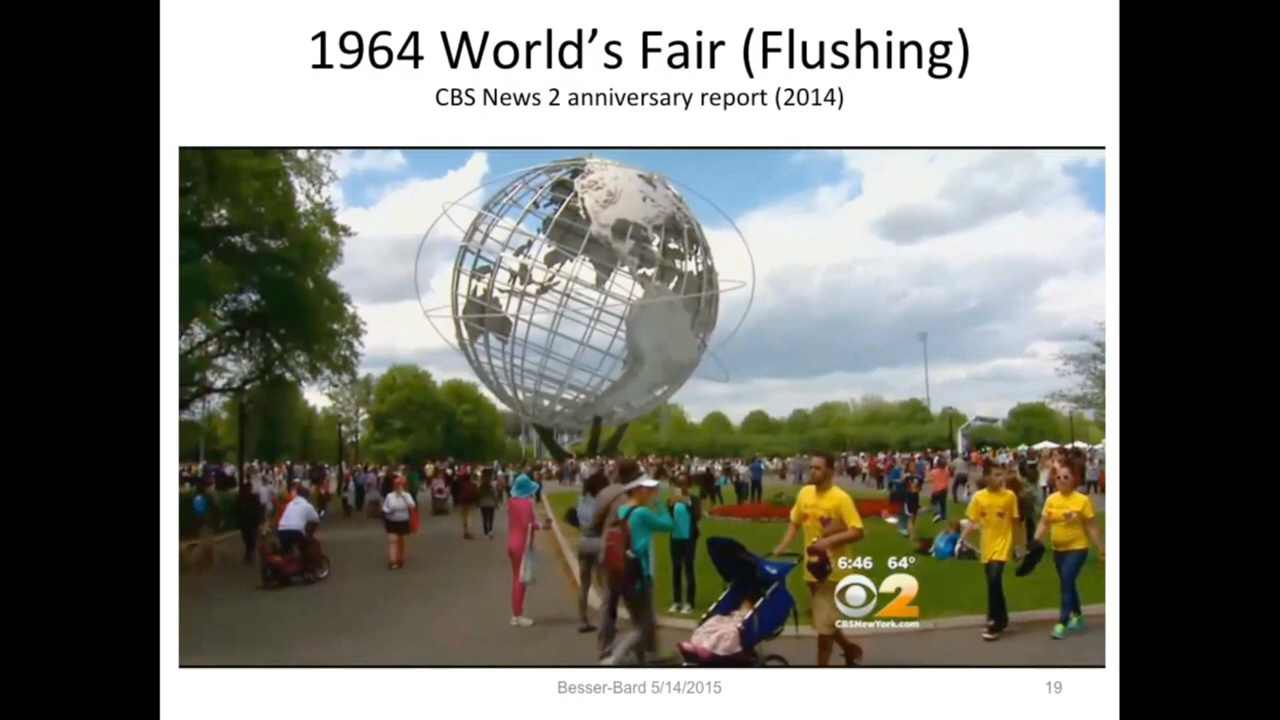 1964 World’s Fair (Flushing)
CBS News 2 anniversary report (2014)
6:46 64°
2
CBSNewYork.com
Besser-Bard 5/14/2015
19